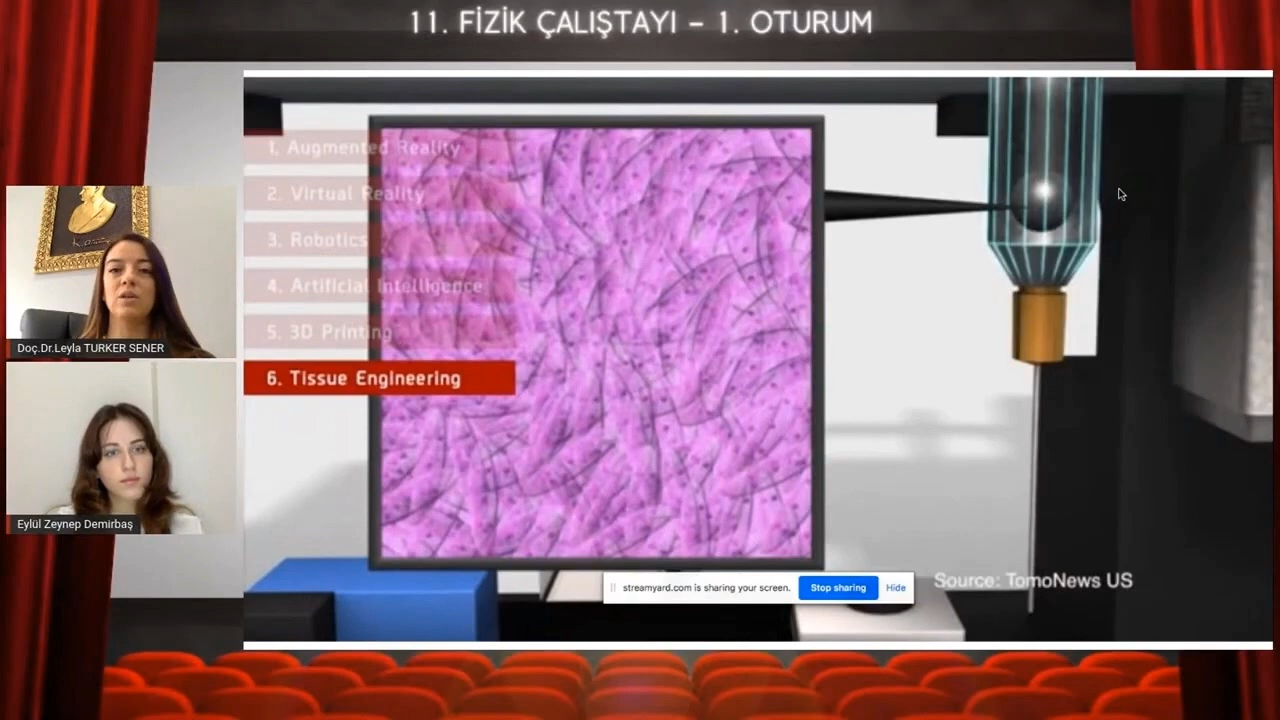 11. FİZİK ÇALIŞTAYI – 1. OTURUM
1. Augmented Reality
2. Virtual Reality
3. Robotics
4. Artificial Intelligence
5. 3D Printing
6. Tissue Engineering
Doç.Dr.Leyla TURKER SENER
Eylül Zeynep Demirbaş
streamyard.com is sharing your screen.
Stop sharing
Hide
Source: TomoNews US